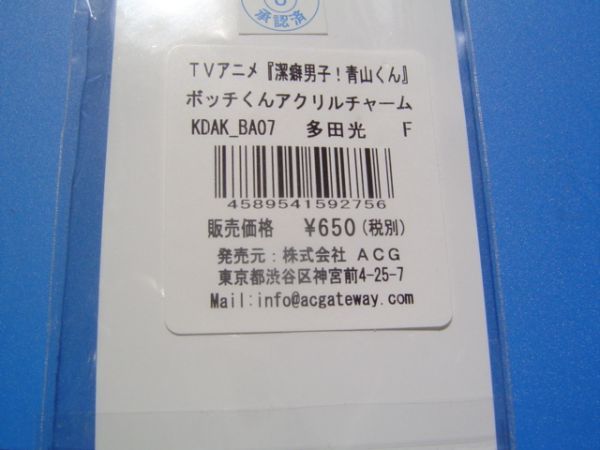 承認済
TVアニメ『潔癖男子！青山くん』
ボッチくんアクリルチャーム
KDAK_BA07 多田光 F
4589541592756
販売価格 ¥650(税別)
発売元：株式会社 ACG
東京都渋谷区神宮前4-25-7
Mail:info@acgateway.com